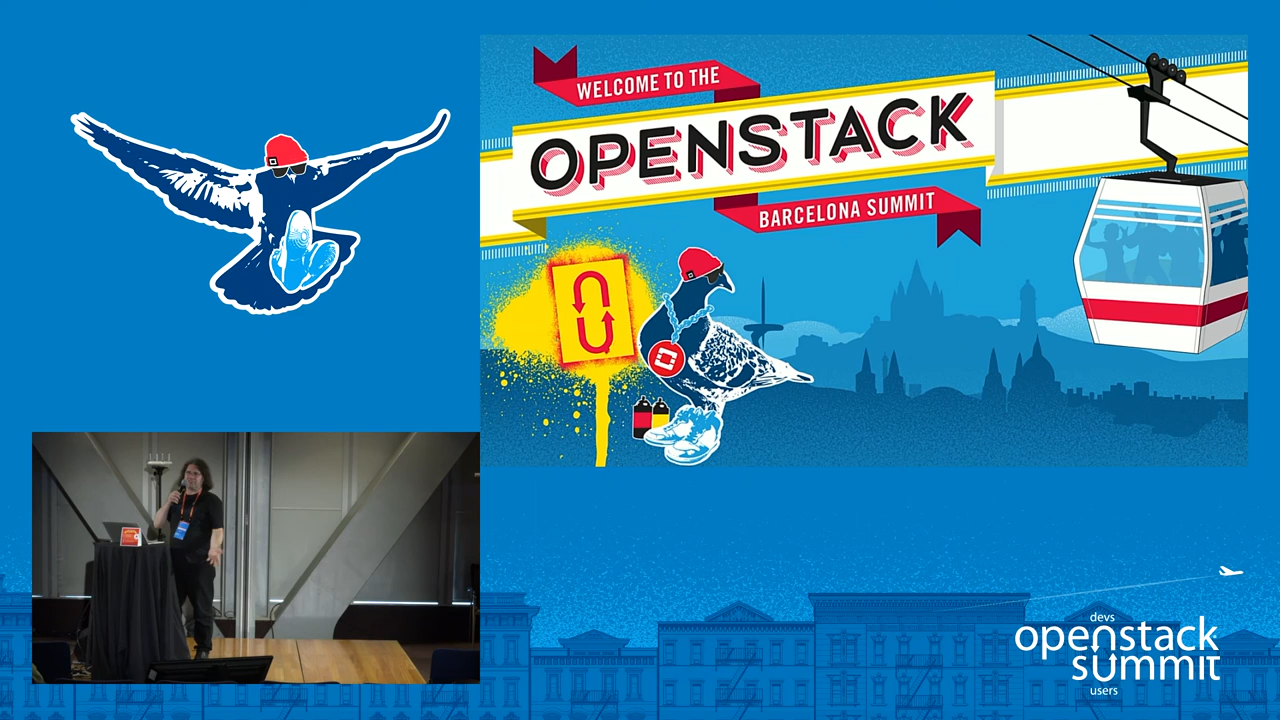 WELCOME TO THE
OPENSTACK
BARCELONA SUMMIT
devs
openstack
summit
users